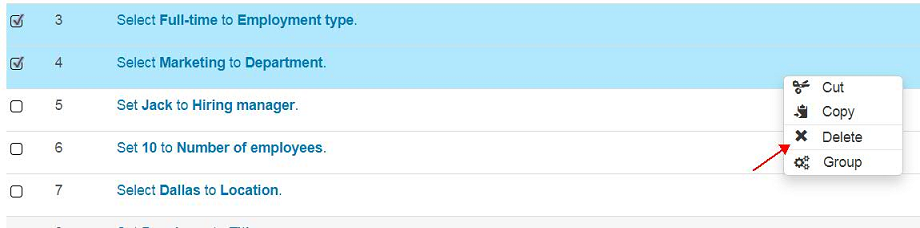 3 Select Full-time to Employment type.
4 Select Marketing to Department.
5 Set Jack to Hiring manager.
6 Set 10 to Number of employees.
7 Select Dallas to Location.
Cut
Copy
Delete
Group